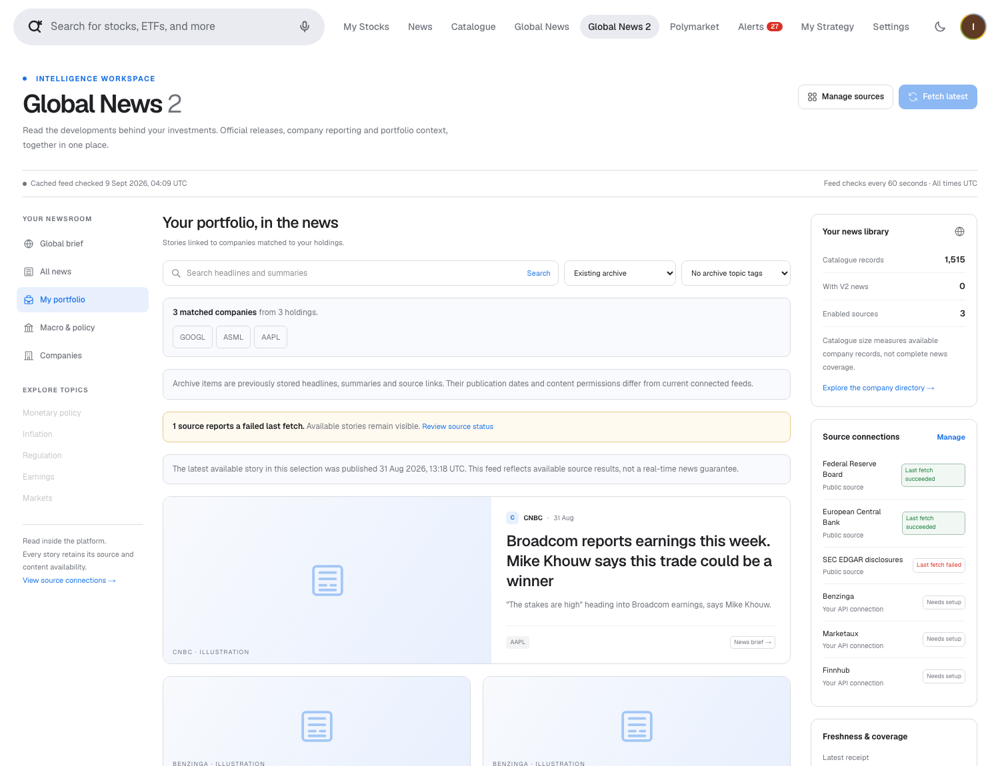 Search for stocks, ETFs, and more
My Stocks
News
Catalogue
Global News
Global News 2
Polymarket
Alerts 27
My Strategy
Settings
I
INTELLIGENCE WORKSPACE
Global News 2
Read the developments behind your investments. Official releases, company reporting and portfolio context,
together in one place.
Manage sources
Fetch latest
Cached feed checked 9 Sept 2026, 04:09 UTC
Feed checks every 60 seconds · All times UTC
YOUR NEWSROOM
Global brief
All news
My portfolio
Macro & policy
Companies
EXPLORE TOPICS
Monetary policy
Inflation
Regulation
Earnings
Markets
Read inside the platform.
Every story retains its source and
content availability.
View source connections →
Your portfolio, in the news
Stories linked to companies matched to your holdings.
Search headlines and summaries
Search
Existing archive
No archive topic tags
3 matched companies from 3 holdings.
GOOGL
ASML
AAPL
Archive items are previously stored headlines, summaries and source links. Their publication dates and content permissions differ from current connected feeds.
1 source reports a failed last fetch. Available stories remain visible. Review source status
The latest available story in this selection was published 31 Aug 2026, 13:18 UTC. This feed reflects available source results, not a real-time news guarantee.
CNBC · ILLUSTRATION
C CNBC · 31 Aug
Broadcom reports earnings this week.
Mike Khouw says this trade could be a
winner
"The stakes are high" heading into Broadcom earnings, says Mike Khouw.
AAPL
News brief →
BENZINGA · ILLUSTRATION
BENZINGA · ILLUSTRATION
Your news library
Catalogue records 1,515
With V2 news 0
Enabled sources 3
Catalogue size measures available
company records, not complete news
coverage.
Explore the company directory →
Source connections
Manage
Federal Reserve
Board
Public source
Last fetch
succeeded
European Central
Bank
Public source
Last fetch
succeeded
SEC EDGAR disclosures
Public source
Last fetch failed
Benzinga
Your API connection
Needs setup
Marketaux
Your API connection
Needs setup
Finnhub
Your API connection
Needs setup
Freshness & coverage
Latest receipt